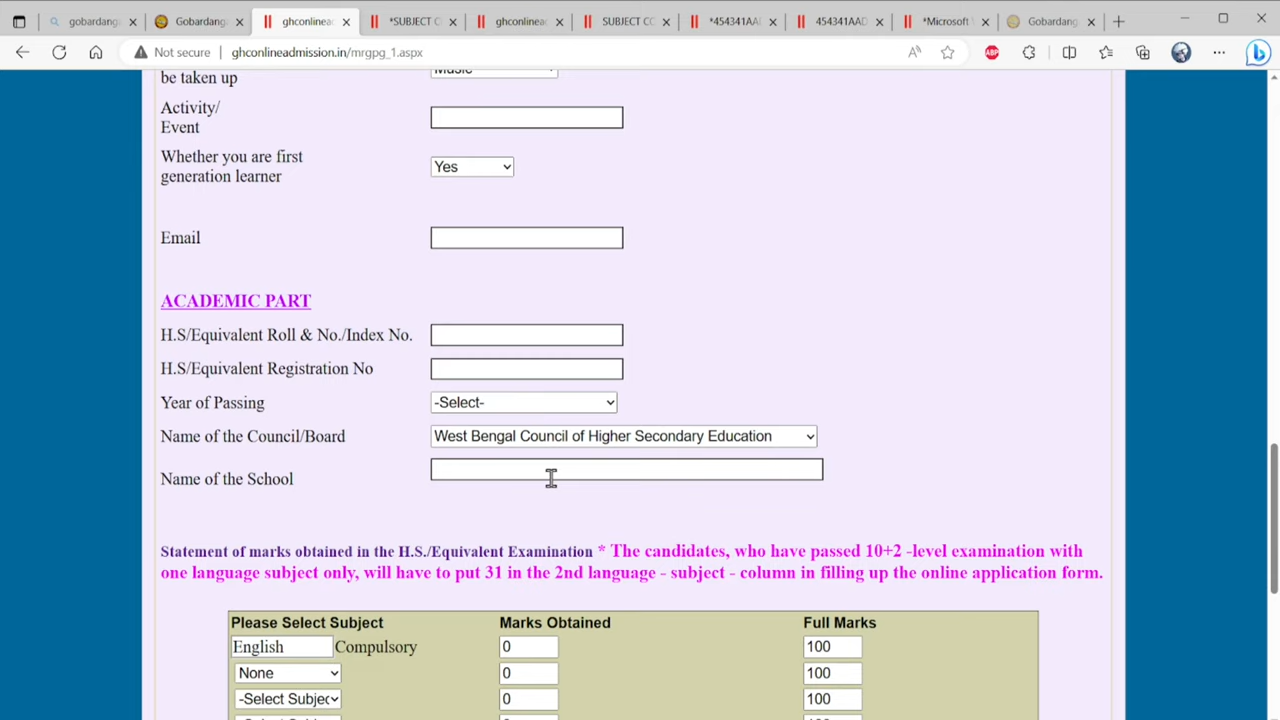 gobardang
Gobardang
ghconlinead
*SUBJECT C
ghconlinead
SUBJECT CO
*454341AA
454341AAD
*Microsoft
Gobardang
Not secure
ghconlineadmission.in/mrgpg_1.aspx
be taken up
Music
Activity/
Event
Whether you are first
generation learner
Yes
Email
ACADEMIC PART
H.S/Equivalent Roll & No./Index No.
H.S/Equivalent Registration No
Year of Passing
-Select-
Name of the Council/Board
West Bengal Council of Higher Secondary Education
Name of the School
Statement of marks obtained in the H.S./Equivalent Examination * The candidates, who have passed 10+2 -level examination with
one language subject only, will have to put 31 in the 2nd language - subject - column in filling up the online application form.
Please Select Subject Marks Obtained Full Marks
English Compulsory 0 100
None 0 100
-Select Subjec 0 100